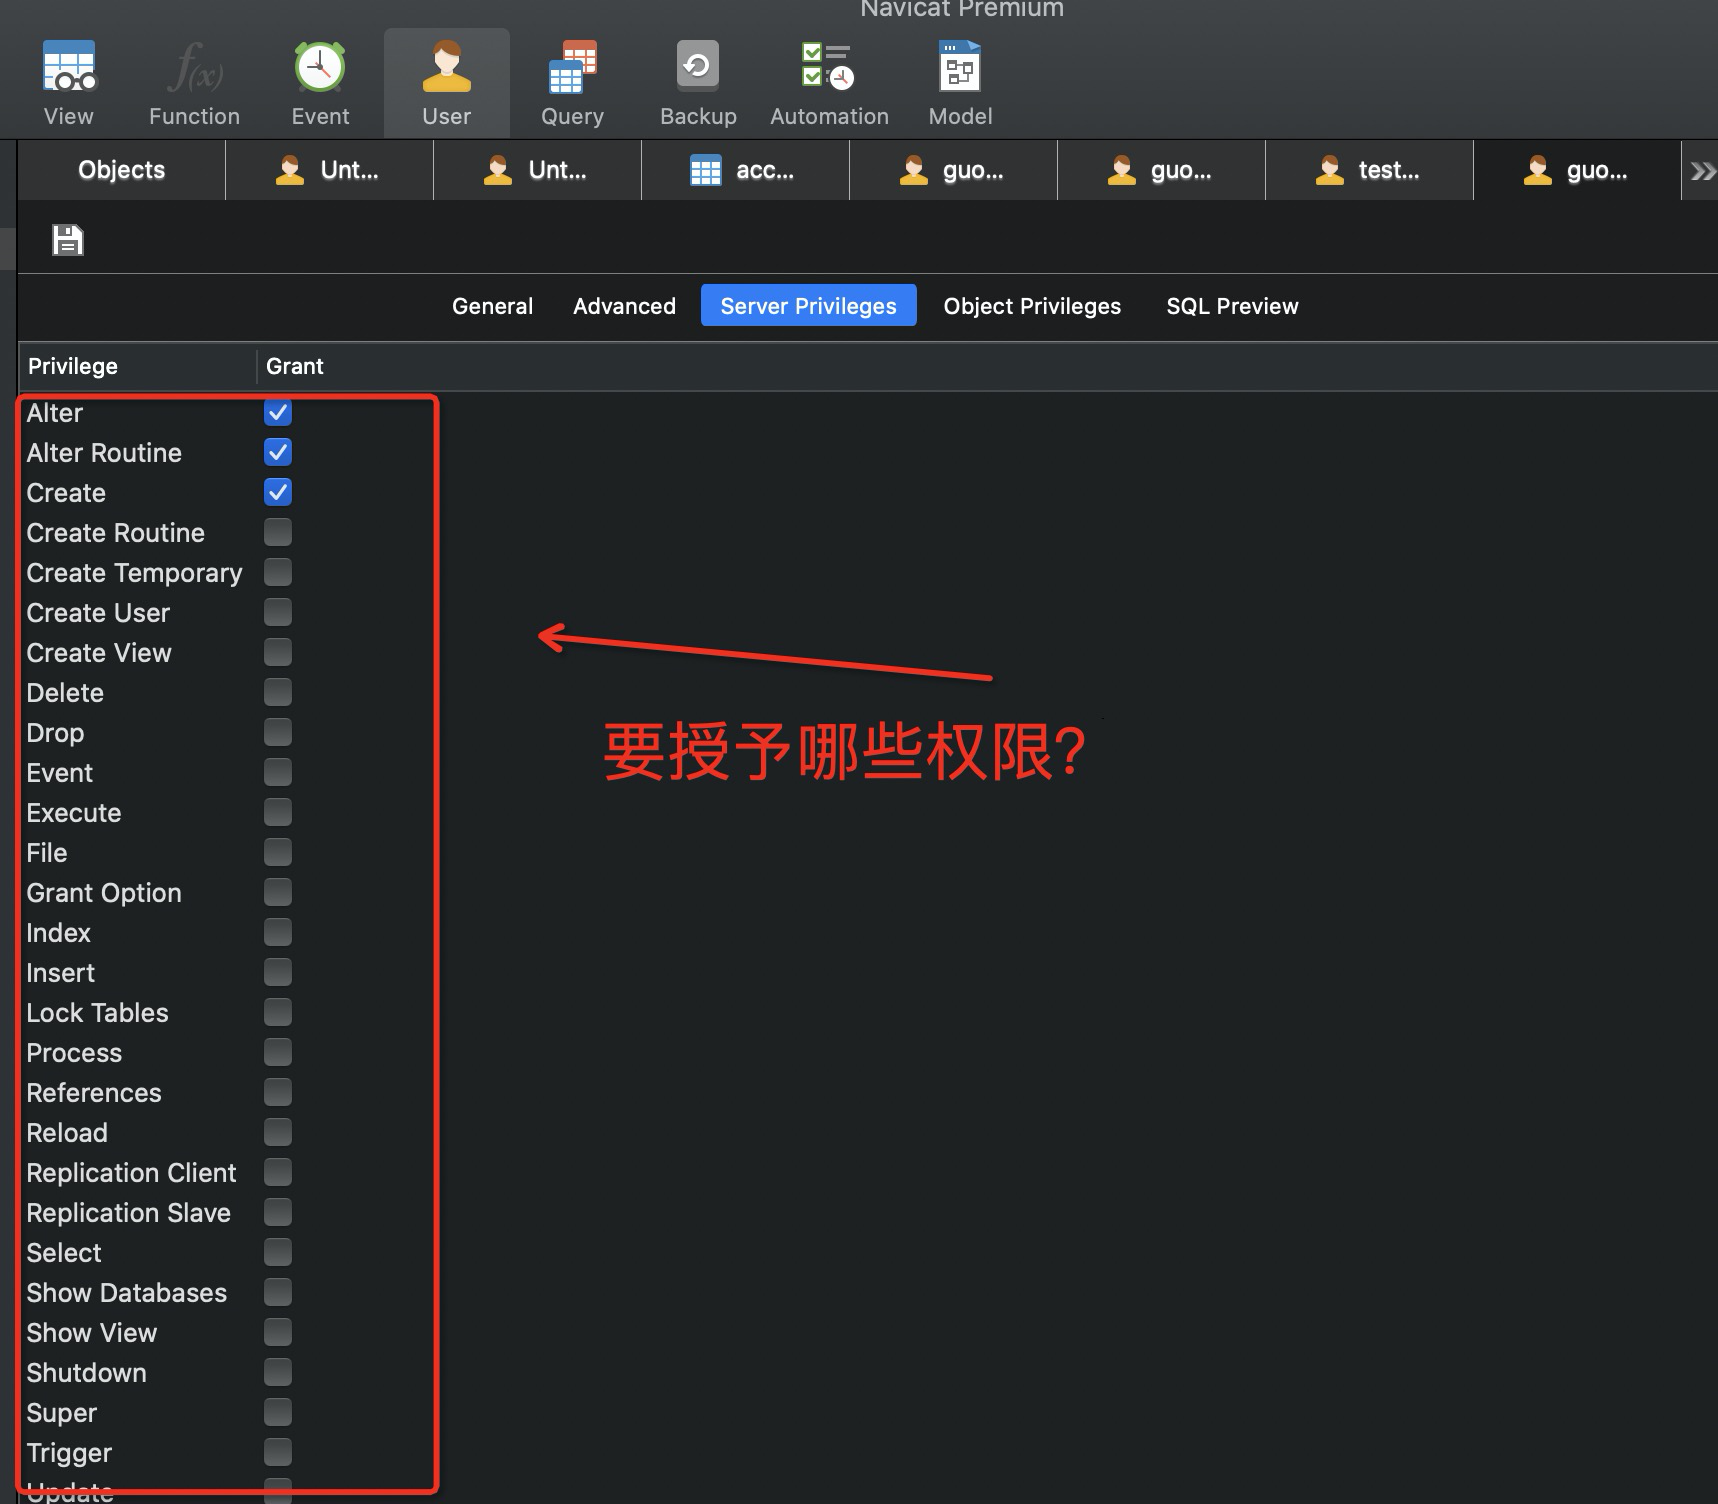 Navicat Premium
View Function Event User Query Backup Automation Model
Objects Unt... Unt... acc... guo... guo... test... guo...
General Advanced Server Privileges Object Privileges SQL Preview
Privilege Grant
Alter
Alter Routine
Create
Create Routine
Create Temporary
Create User
Create View
Delete
Drop
Event
Execute
File
Grant Option
Index
Insert
Lock Tables
Process
References
Reload
Replication Client
Replication Slave
Select
Show Databases
Show View
Shutdown
Super
Trigger
Update
要授予哪些权限?